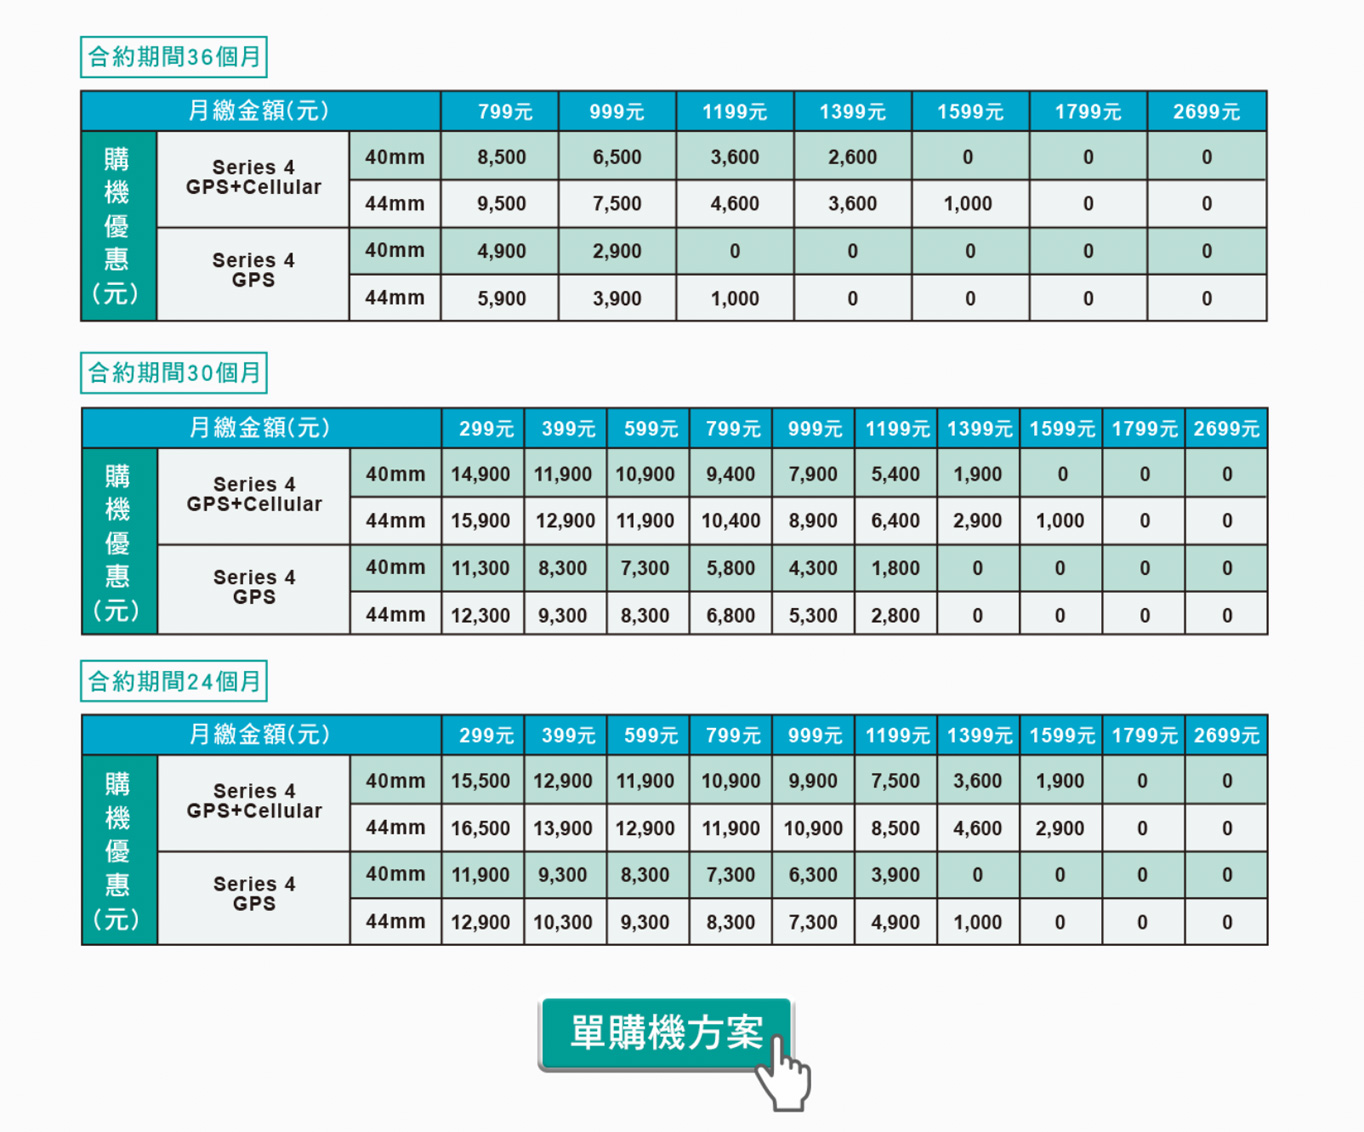 合約期間36個月
月繳金額(元) 799元 999元 1199元 1399元 1599元 1799元 2699元
購機優惠(元)
Series 4
GPS+Cellular
40mm 8,500 6,500 3,600 2,600 0 0 0
44mm 9,500 7,500 4,600 3,600 1,000 0 0
Series 4
GPS
40mm 4,900 2,900 0 0 0 0 0
44mm 5,900 3,900 1,000 0 0 0 0
合約期間30個月
月繳金額(元) 299元 399元 599元 799元 999元 1199元 1399元 1599元 1799元 2699元
購機優惠(元)
Series 4
GPS+Cellular
40mm 14,900 11,900 10,900 9,400 7,900 5,400 1,900 0 0 0
44mm 15,900 12,900 11,900 10,400 8,900 6,400 2,900 1,000 0 0
Series 4
GPS
40mm 11,300 8,300 7,300 5,800 4,300 1,800 0 0 0 0
44mm 12,300 9,300 8,300 6,800 5,300 2,800 0 0 0 0
合約期間24個月
月繳金額(元) 299元 399元 599元 799元 999元 1199元 1399元 1599元 1799元 2699元
購機優惠(元)
Series 4
GPS+Cellular
40mm 15,500 12,900 11,900 10,900 9,900 7,500 3,600 1,900 0 0
44mm 16,500 13,900 12,900 11,900 10,900 8,500 4,600 2,900 0 0
Series 4
GPS
40mm 11,900 9,300 8,300 7,300 6,300 3,900 0 0 0 0
44mm 12,900 10,300 9,300 8,300 7,300 4,900 1,000 0 0 0
單購機方案